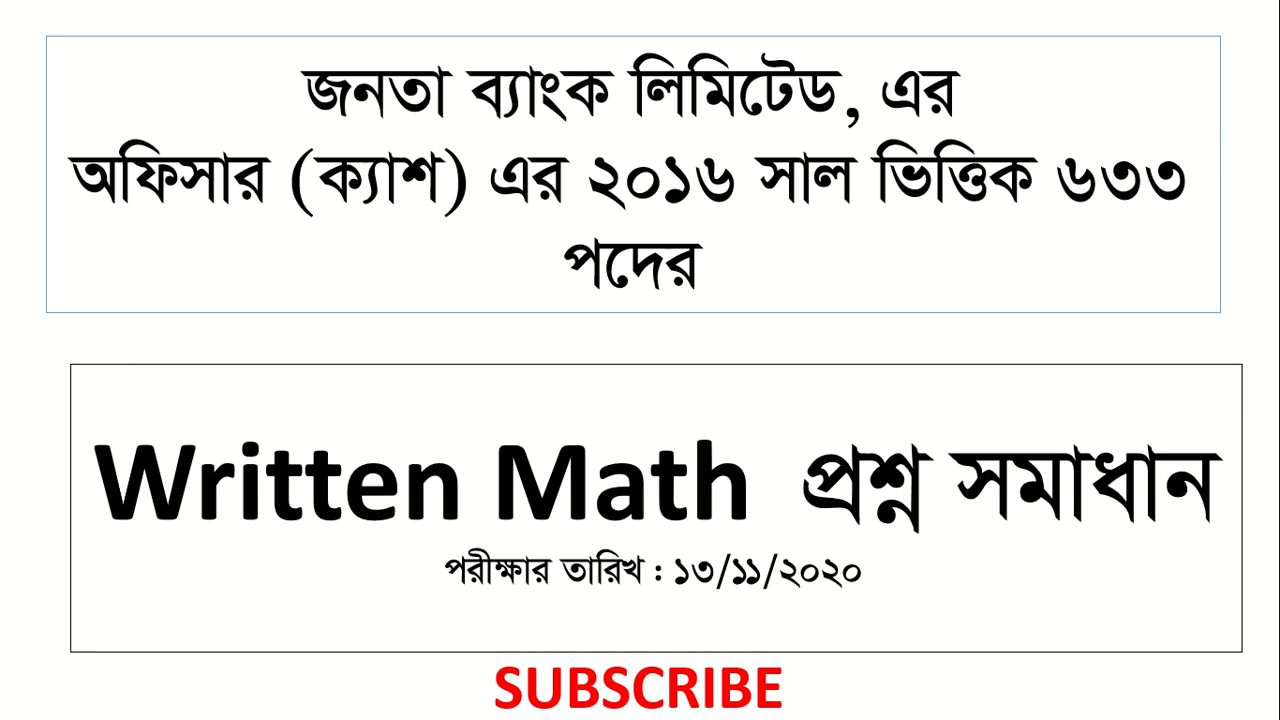 জনতা ব্যাংক লিমিটেড, এর
অফিসার (ক্যাশ) এর ২০১৬ সাল ভিত্তিক ৬৩৩
পদের
Written Math প্রশ্ন সমাধান
পরীক্ষার তারিখ : ১৩/১১/২০২০
SUBSCRIBE